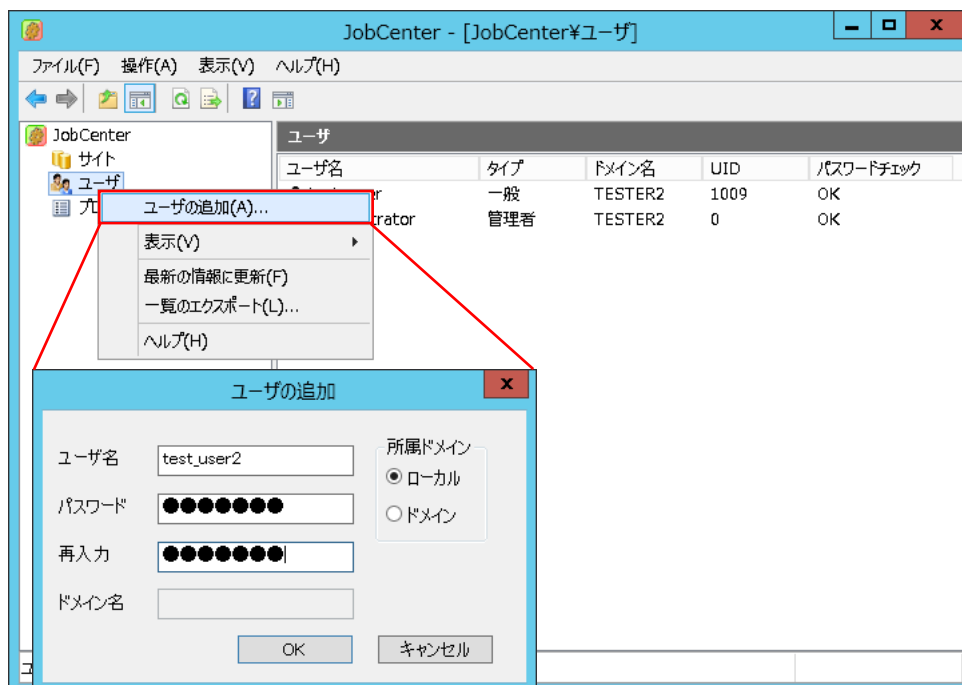 JobCenter - [JobCenter¥ユーザ]
ファイル(F) 操作(A) 表示(V) ヘルプ(H)
JobCenter
サイト
ユーザ
ユーザ
ユーザ名 タイプ ドメイン名 UID パスワードチェック
一般 TESTER2 1009 OK
管理者 TESTER2 0 OK
ユーザの追加(A)...
表示(V)
最新の情報に更新(F)
一覧のエクスポート(L)...
ヘルプ(H)
ユーザの追加
ユーザ名 test_user2
パスワード ●●●●●●●
再入力 ●●●●●●●
ドメイン名
所属ドメイン
ローカル
ドメイン
OK キャンセル